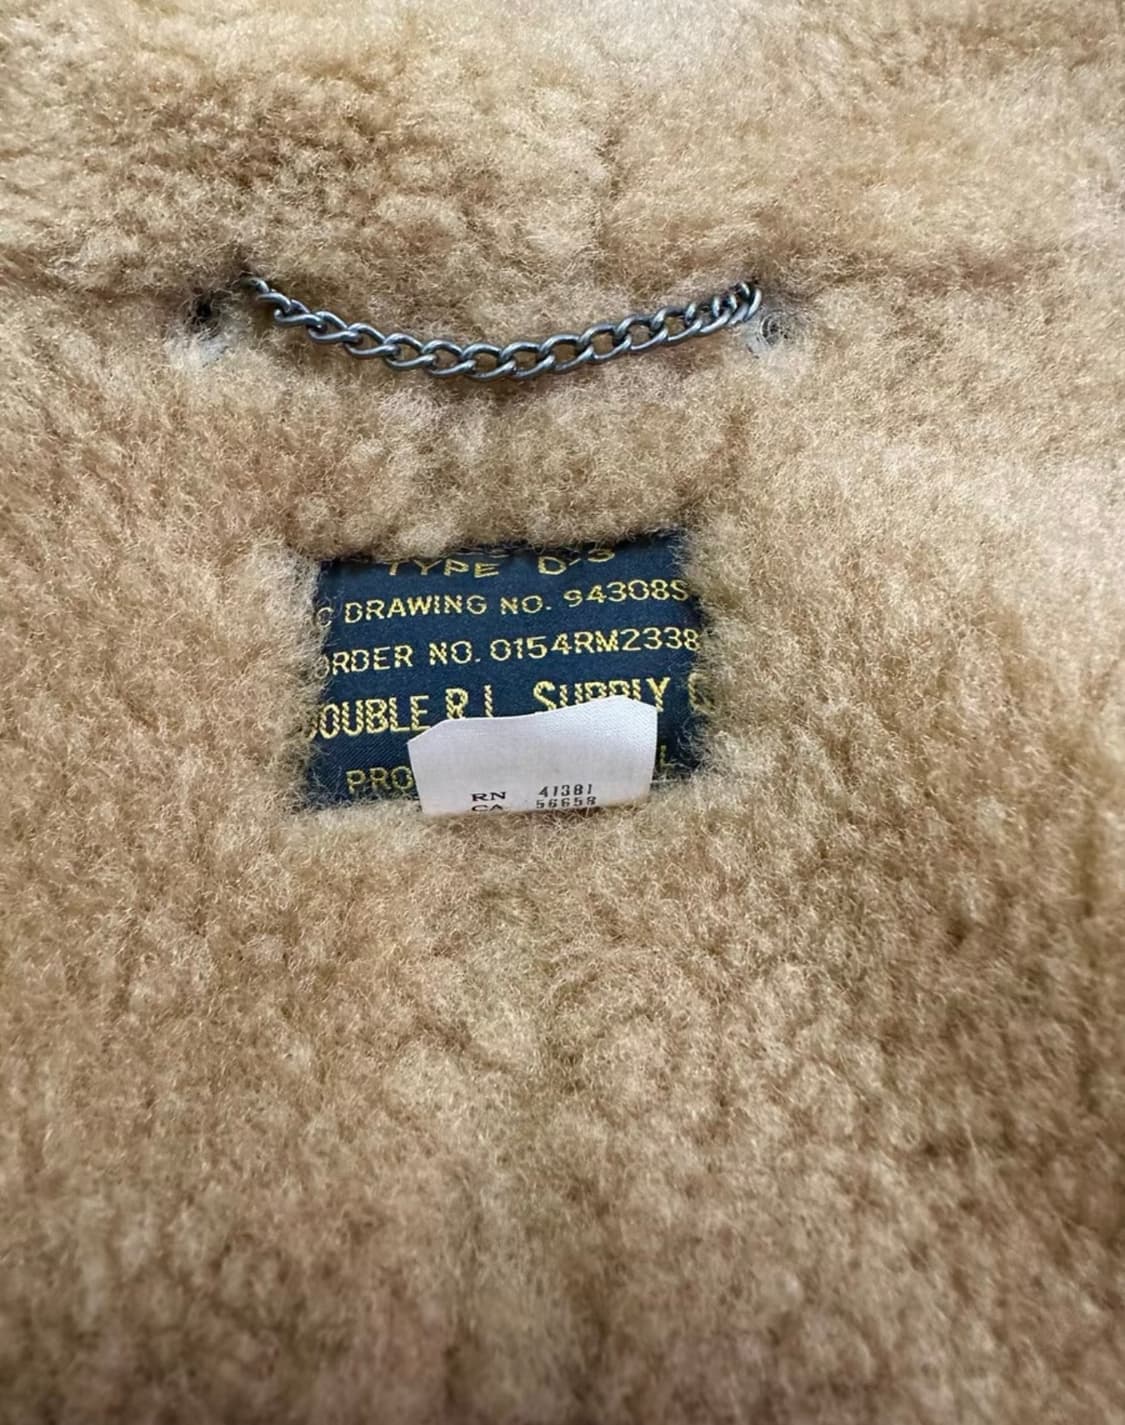 TYPE D-3
DRAWING NO. 94308S
ORDER NO. 0154RM2338
DOUBLE R.L. SUPPLY
RN 41381
CA 56658